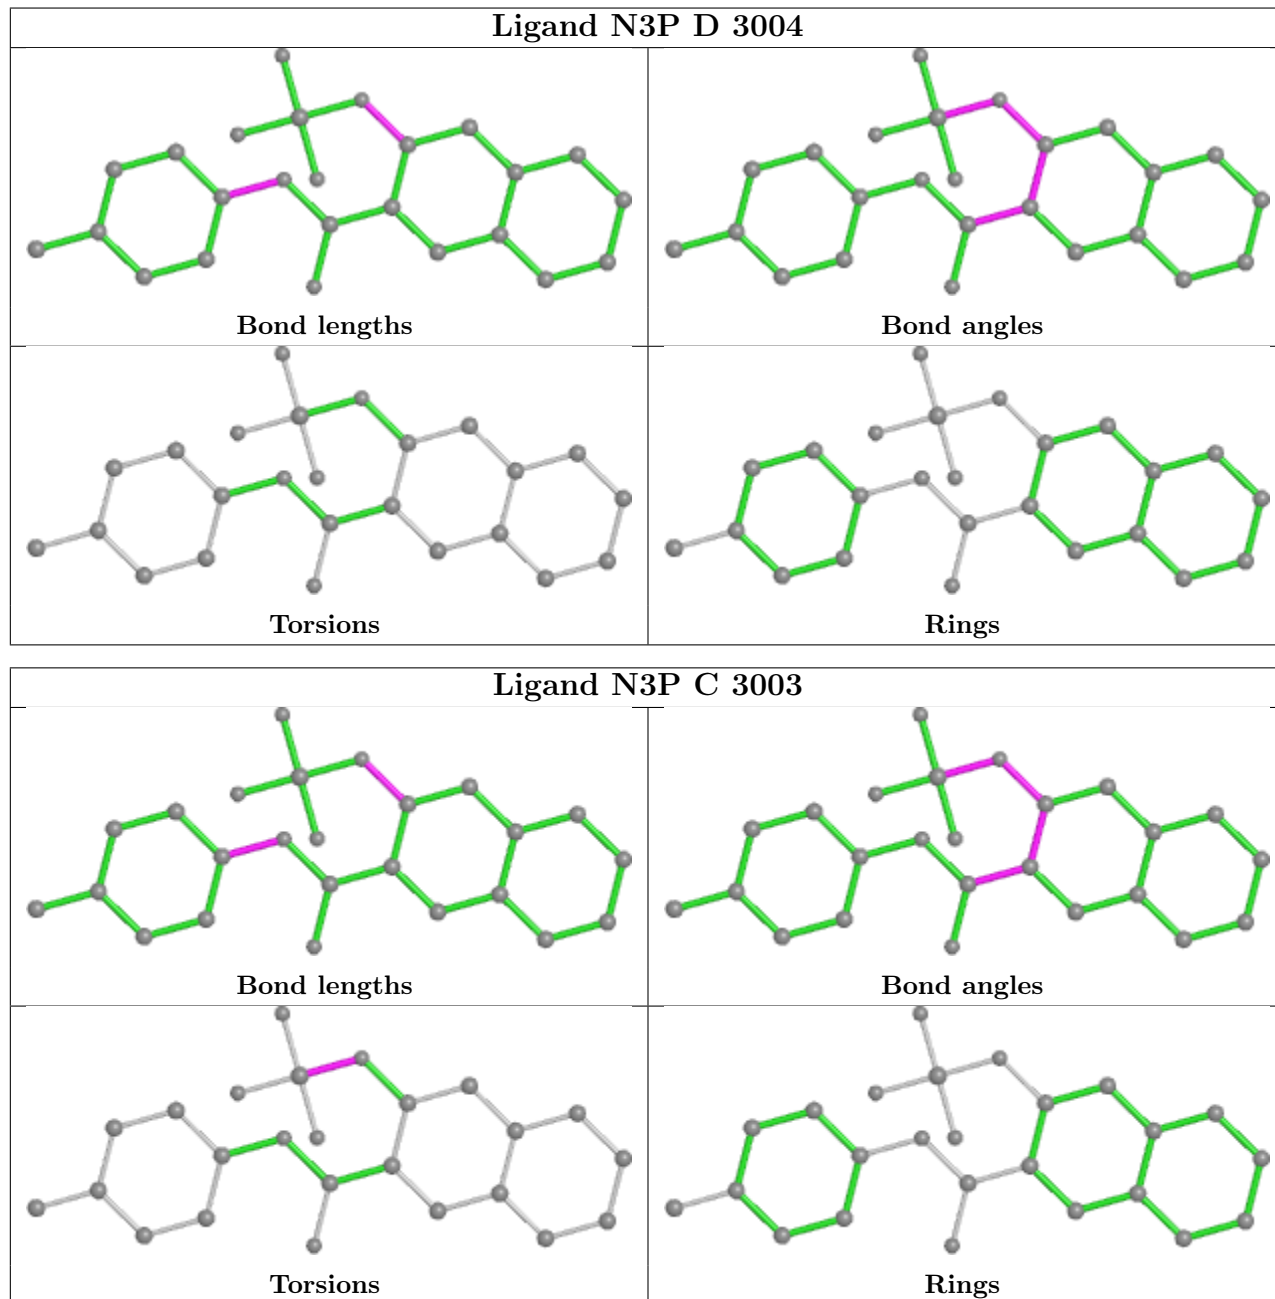 Ligand N3P D 3004
Bond lengths
Bond angles
Torsions
Rings
Ligand N3P C 3003
Bond lengths
Bond angles
Torsions
Rings